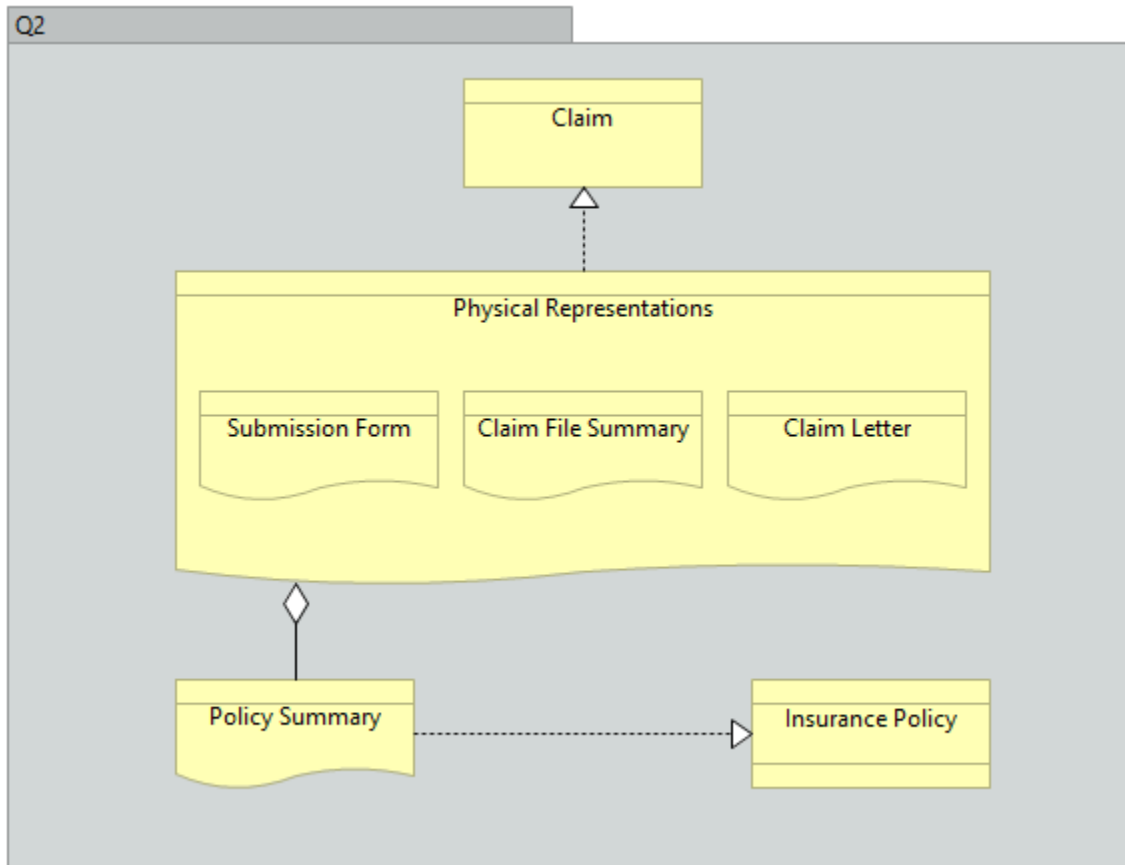 Q2
Claim
Physical Representations
Submission Form
Claim File Summary
Claim Letter
Policy Summary
Insurance Policy